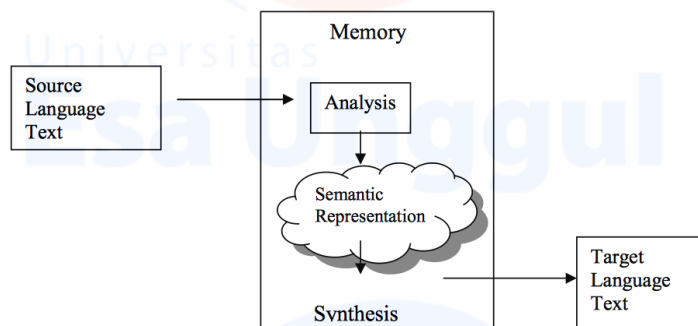 Memory
Universitas
Esa Unggul
Source
Language
Text
Analysis
Semantic
Representation
Target
Language
Text
Synthesis